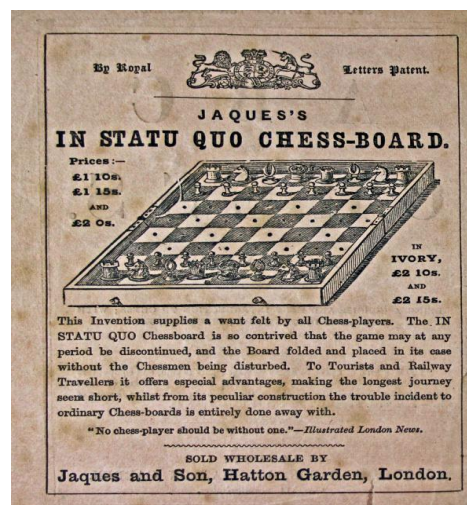 By Royal Letters Patent.
JAQUES'S
IN STATU QUO CHESS-BOARD.
Prices:—
£1 10s.
£1 15s.
AND
£2 0s.
IN
IVORY,
£2 10s.
AND
£2 15s.
This Invention supplies a want felt by all Chess-players. The IN
STATU QUO Chessboard is so contrived that the game may at any
period be discontinued, and the Board folded and placed in its case
without the Chessmen being disturbed. To Tourists and Railway
Travellers it offers especial advantages, making the longest journey
seem short, whilst from its peculiar construction the trouble incident to
ordinary Chess-boards is entirely done away with.
"No chess-player should be without one."—Illustrated London News.
SOLD WHOLESALE BY
Jaques and Son, Hatton Garden, London.